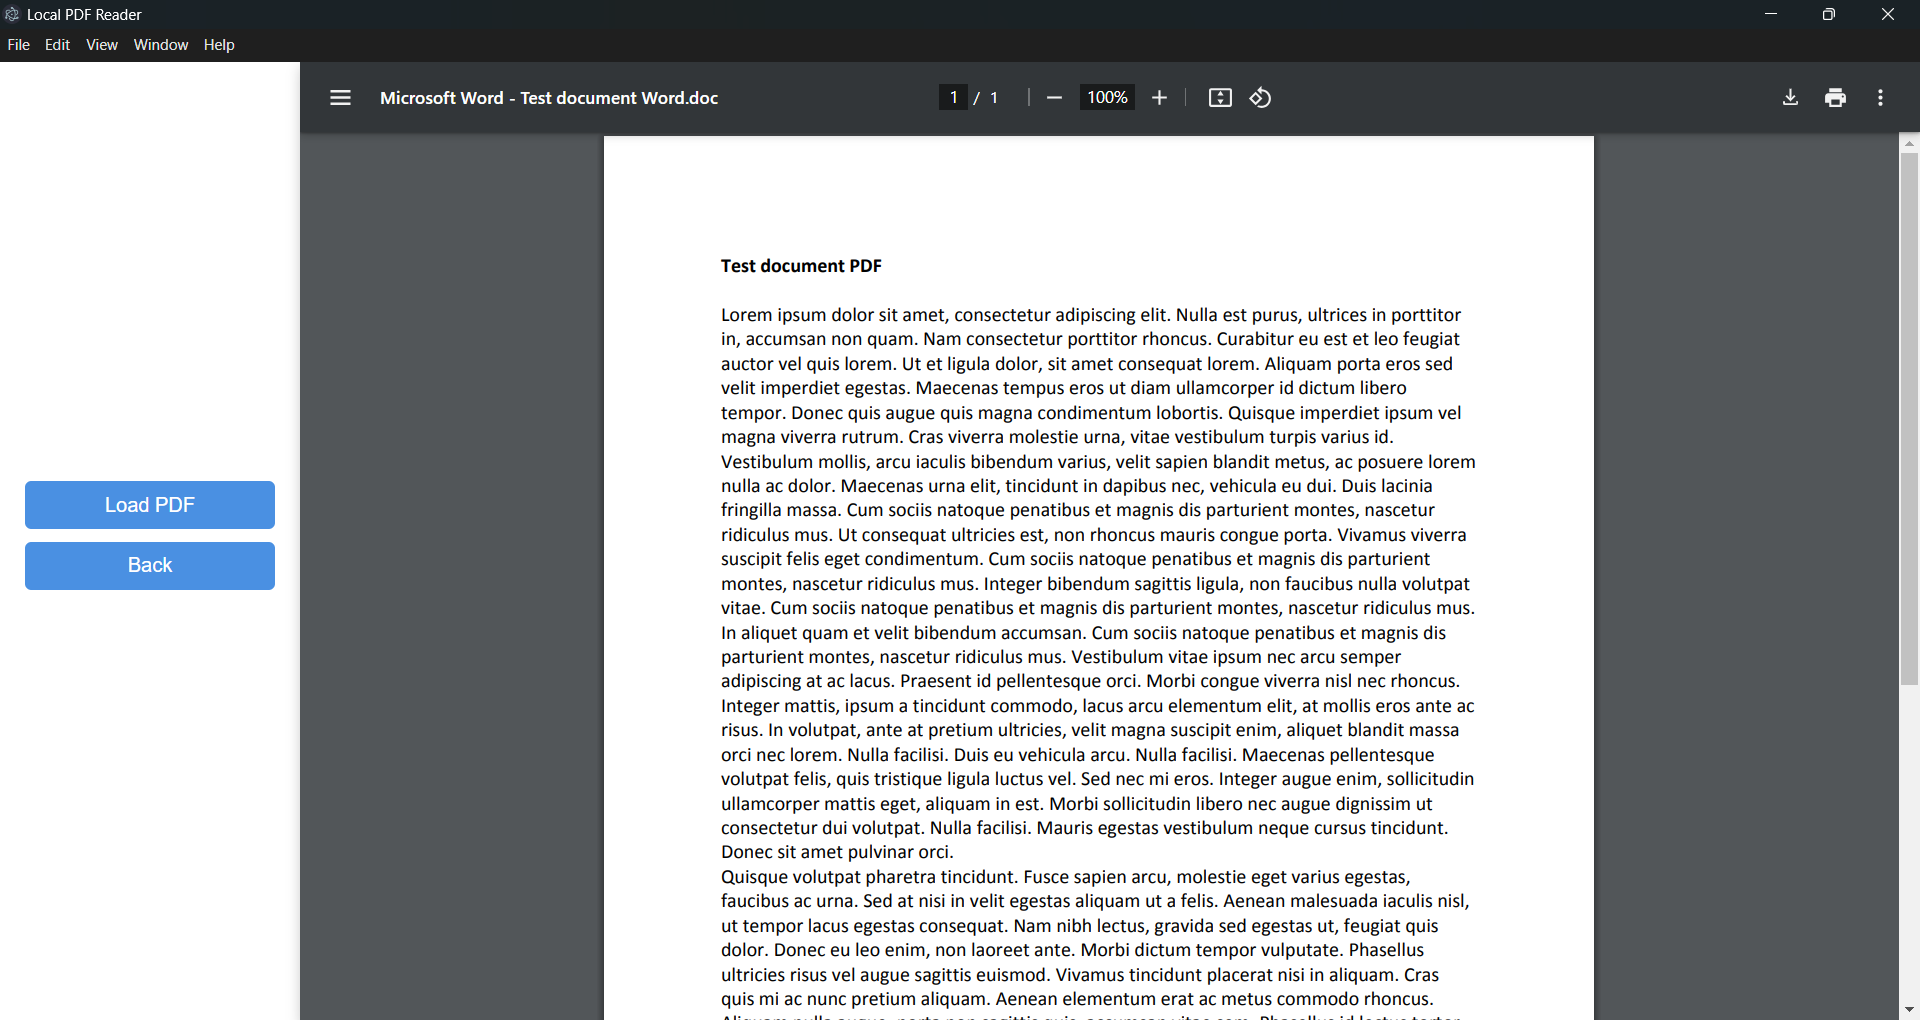 Local PDF Reader
File Edit View Window Help
Microsoft Word - Test document Word.doc
1 / 1
100%
Load PDF
Back
Test document PDF
Lorem ipsum dolor sit amet, consectetur adipiscing elit. Nulla est purus, ultrices in porttitor
in, accumsan non quam. Nam consectetur porttitor rhoncus. Curabitur eu est et leo feugiat
auctor vel quis lorem. Ut et ligula dolor, sit amet consequat lorem. Aliquam porta eros sed
velit imperdiet egestas. Maecenas tempus eros ut diam ullamcorper id dictum libero
tempor. Donec quis augue quis magna condimentum lobortis. Quisque imperdiet ipsum vel
magna viverra rutrum. Cras viverra molestie urna, vitae vestibulum turpis varius id.
Vestibulum mollis, arcu iaculis bibendum varius, velit sapien blandit metus, ac posuere lorem
nulla ac dolor. Maecenas urna elit, tincidunt in dapibus nec, vehicula eu dui. Duis lacinia
fringilla massa. Cum sociis natoque penatibus et magnis dis parturient montes, nascetur
ridiculus mus. Ut consequat ultricies est, non rhoncus mauris congue porta. Vivamus viverra
suscipit felis eget condimentum. Cum sociis natoque penatibus et magnis dis parturient
montes, nascetur ridiculus mus. Integer bibendum sagittis ligula, non faucibus nulla volutpat
vitae. Cum sociis natoque penatibus et magnis dis parturient montes, nascetur ridiculus mus.
In aliquet quam et velit bibendum accumsan. Cum sociis natoque penatibus et magnis dis
parturient montes, nascetur ridiculus mus. Vestibulum vitae ipsum nec arcu semper
adipiscing at ac lacus. Praesent id pellentesque orci. Morbi congue viverra nisl nec rhoncus.
Integer mattis, ipsum a tincidunt commodo, lacus arcu elementum elit, at mollis eros ante ac
risus. In volutpat, ante at pretium ultricies, velit magna suscipit enim, aliquet blandit massa
orci nec lorem. Nulla facilisi. Duis eu vehicula arcu. Nulla facilisi. Maecenas pellentesque
volutpat felis, quis tristique ligula luctus vel. Sed nec mi eros. Integer augue enim, sollicitudin
ullamcorper mattis eget, aliquam in est. Morbi sollicitudin libero nec augue dignissim ut
consectetur dui volutpat. Nulla facilisi. Mauris egestas vestibulum neque cursus tincidunt.
Donec sit amet pulvinar orci.
Quisque volutpat pharetra tincidunt. Fusce sapien arcu, molestie eget varius egestas,
faucibus ac urna. Sed at nisi in velit egestas aliquam ut a felis. Aenean malesuada iaculis nisl,
ut tempor lacus egestas consequat. Nam nibh lectus, gravida sed egestas ut, feugiat quis
dolor. Donec eu leo enim, non laoreet ante. Morbi dictum tempor vulputate. Phasellus
ultricies risus vel augue sagittis euismod. Vivamus tincidunt placerat nisi in aliquam. Cras
quis mi ac nunc pretium aliquam. Aenean elementum erat ac metus commodo rhoncus.